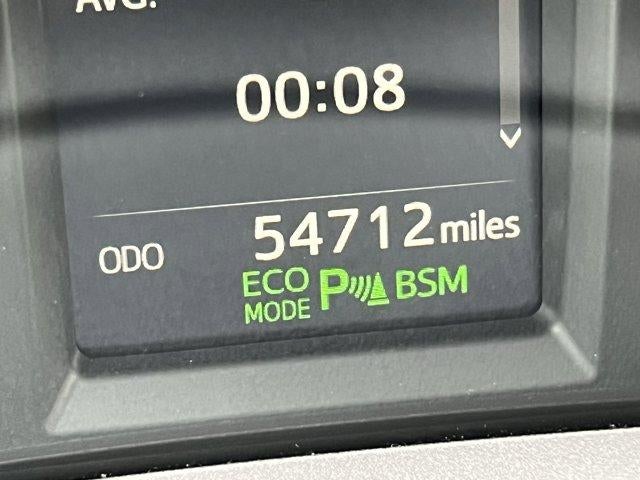 AVG.
00:08
ODO 54712 miles
ECO MODE P BSM